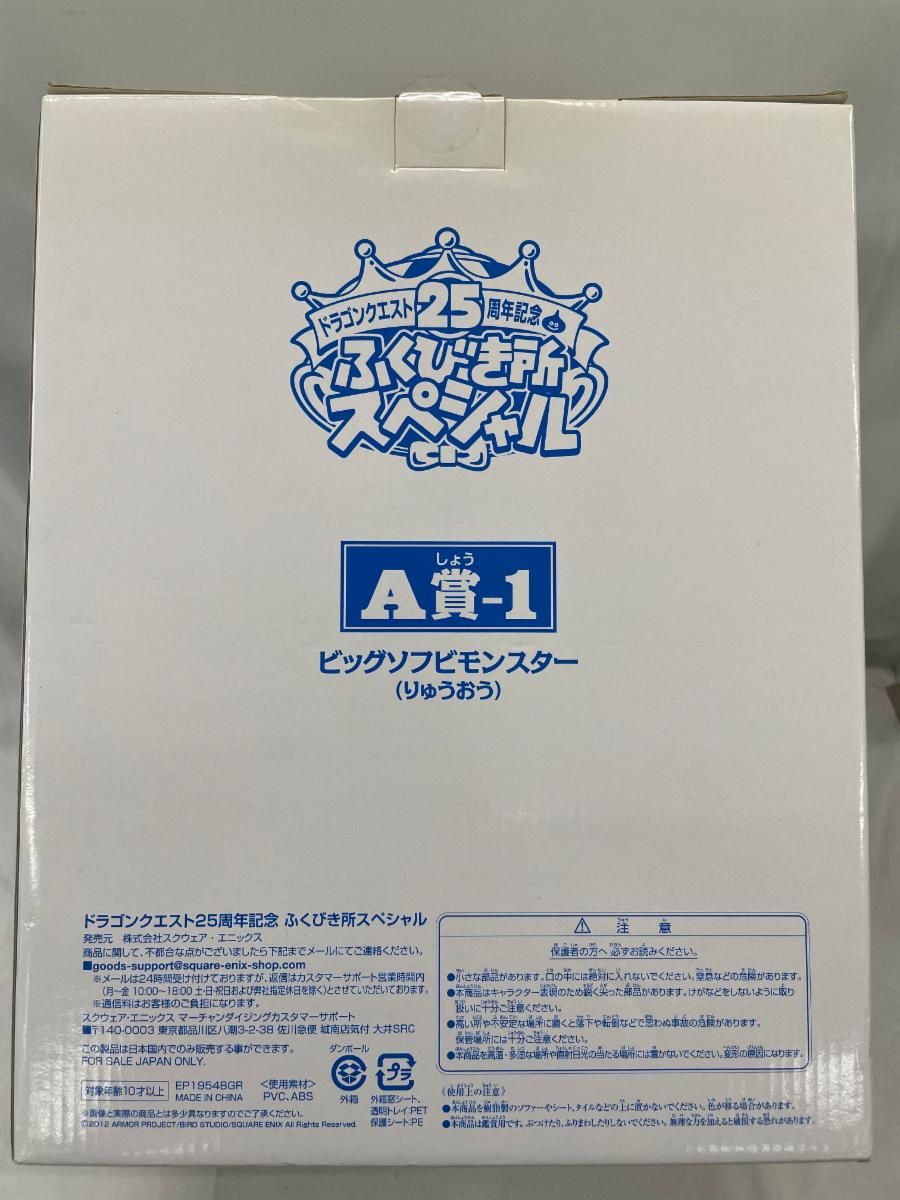 ドラゴンクエスト25周年記念
ふくびき所
スペシャル
しょう
A賞-1
ビッグソフビモンスター
(りゅうおう)
ドラゴンクエスト25周年記念 ふくびき所スペシャル
発売元 株式会社スクウェア・エニックス
商品に関して、不都合な点がございましたら下記までメールにてご連絡ください。
■goods-support@square-enix-shop.com
※メールは24時間受け付けておりますが、返信はカスタマーサポート営業時間内
(月〜金 10:00〜18:00 土・日・祝日および弊社指定休日を除く)とさせていただいております。
※通信料はお客様のご負担になります。
スクウェア・エニックス マーチャンダイジングカスタマーサポート
■〒140-0003 東京都品川区八潮3-2-38 佐川急便 城南店気付 大井SRC
この製品は日本国内でのみ販売する事ができます。
FOR SALE JAPAN ONLY.
対象年齢10才以上
EP1954BGR
MADE IN CHINA
〈使用素材〉
PVC、ABS
※画像と実際の商品とは多少異なりますのでご了承ください。
©2012 ARMOR PROJECT/BIRD STUDIO/SQUARE ENIX All Rights Reserved.
ダンボール
外箱
プラ
外箱窓シート、
透明トレイ:PET
保護シート:PE
注意
保護者の方へ 必ずお読みください。
●小さな部品があります。口の中には絶対に入れないでください。窒息などの危険があります。
●本商品はキャラクター表現のため鋭く尖った部品があります。けがなどをしないように取り
扱いに十分ご注意ください。
●高い所や不安定な場所に置くと落下や転倒などで思わぬ事故の危険があります。
保管場所には十分ご注意ください。
●本商品を高温・多湿な場所や直射日光の当たる場所には置かないでください。変形の原因になります。
《使用上の注意》
●本商品を樹脂製のソファーやシート、タイルなどの上に置かないでください。色が移る場合があります。
●本商品は鑑賞用です。ぶつけたり、ふりまわしたりしないでください。無理な力を加えると破損する恐れがあります。